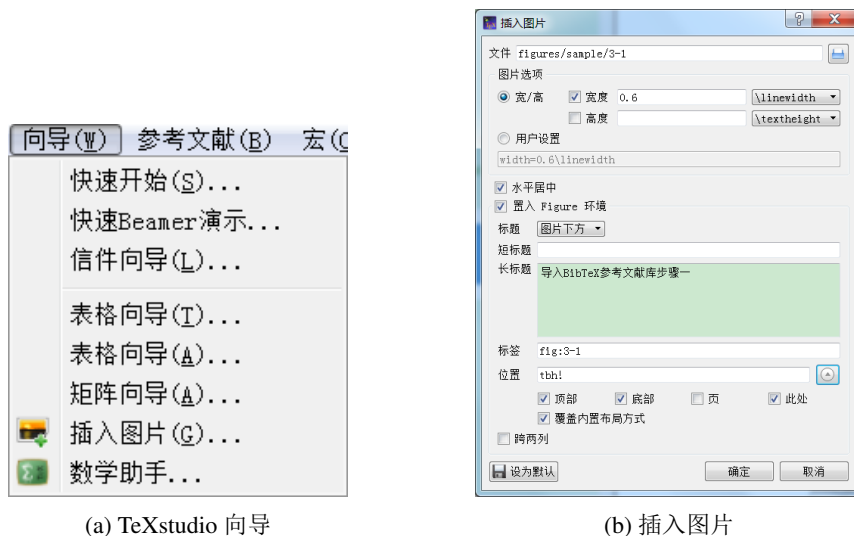 向导(W) 参考文献(B) 宏(
快速开始(S)...
快速Beamer演示...
信件向导(L)...
表格向导(T)...
表格向导(A)...
矩阵向导(A)...
插入图片(G)...
数学助手...
(a) TeXstudio 向导
插入图片
文件 figures/sample/3-1
图片选项
宽/高 宽度 0.6 \linewidth
高度 \textheight
用户设置
width=0.6\linewidth
水平居中
置入 Figure 环境
标题 图片下方
短标题
长标题 导入BibTeX参考文献库步骤一
标签 fig:3-1
位置 tbh!
顶部 底部 页 此处
覆盖内置布局方式
跨两列
设为默认 确定 取消
(b) 插入图片